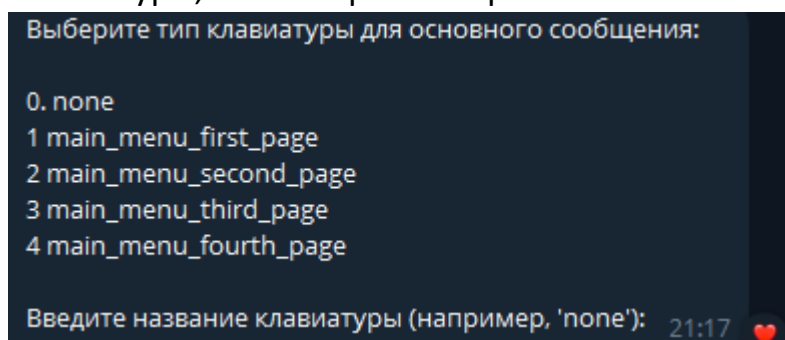 Выберите тип клавиатуры для основного сообщения:
0. none
1 main_menu_first_page
2 main_menu_second_page
3 main_menu_third_page
4 main_menu_fourth_page
Введите название клавиатуры (например, 'none'): 21:17